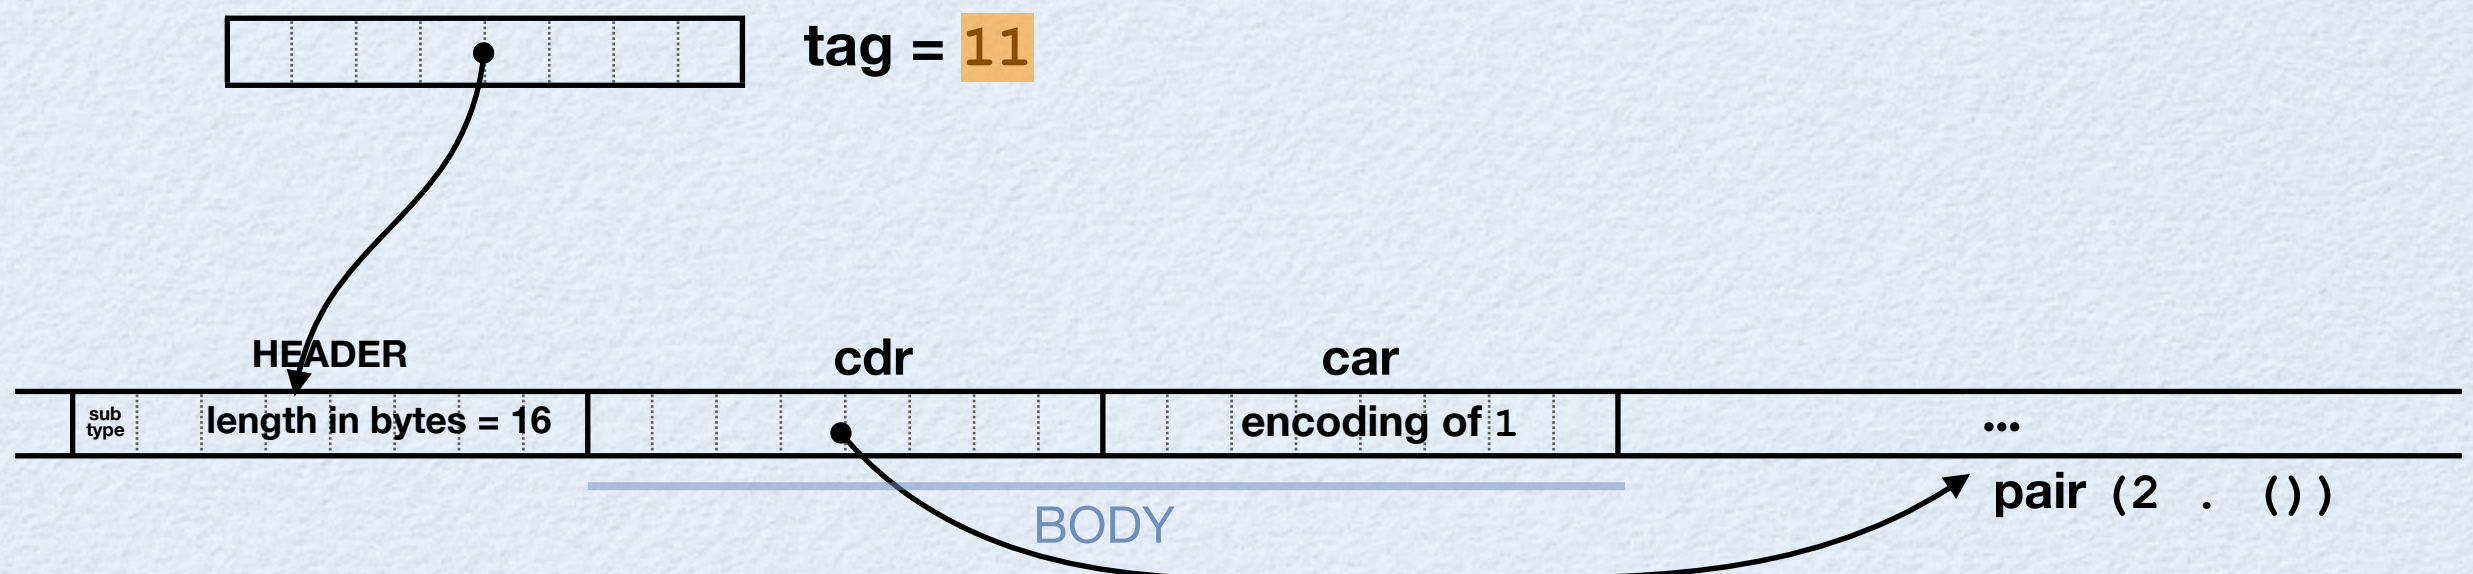 tag = 11
HEADER
cdr
car
sub
type
length in bytes = 16
encoding of 1
...
pair (2 . ())
BODY